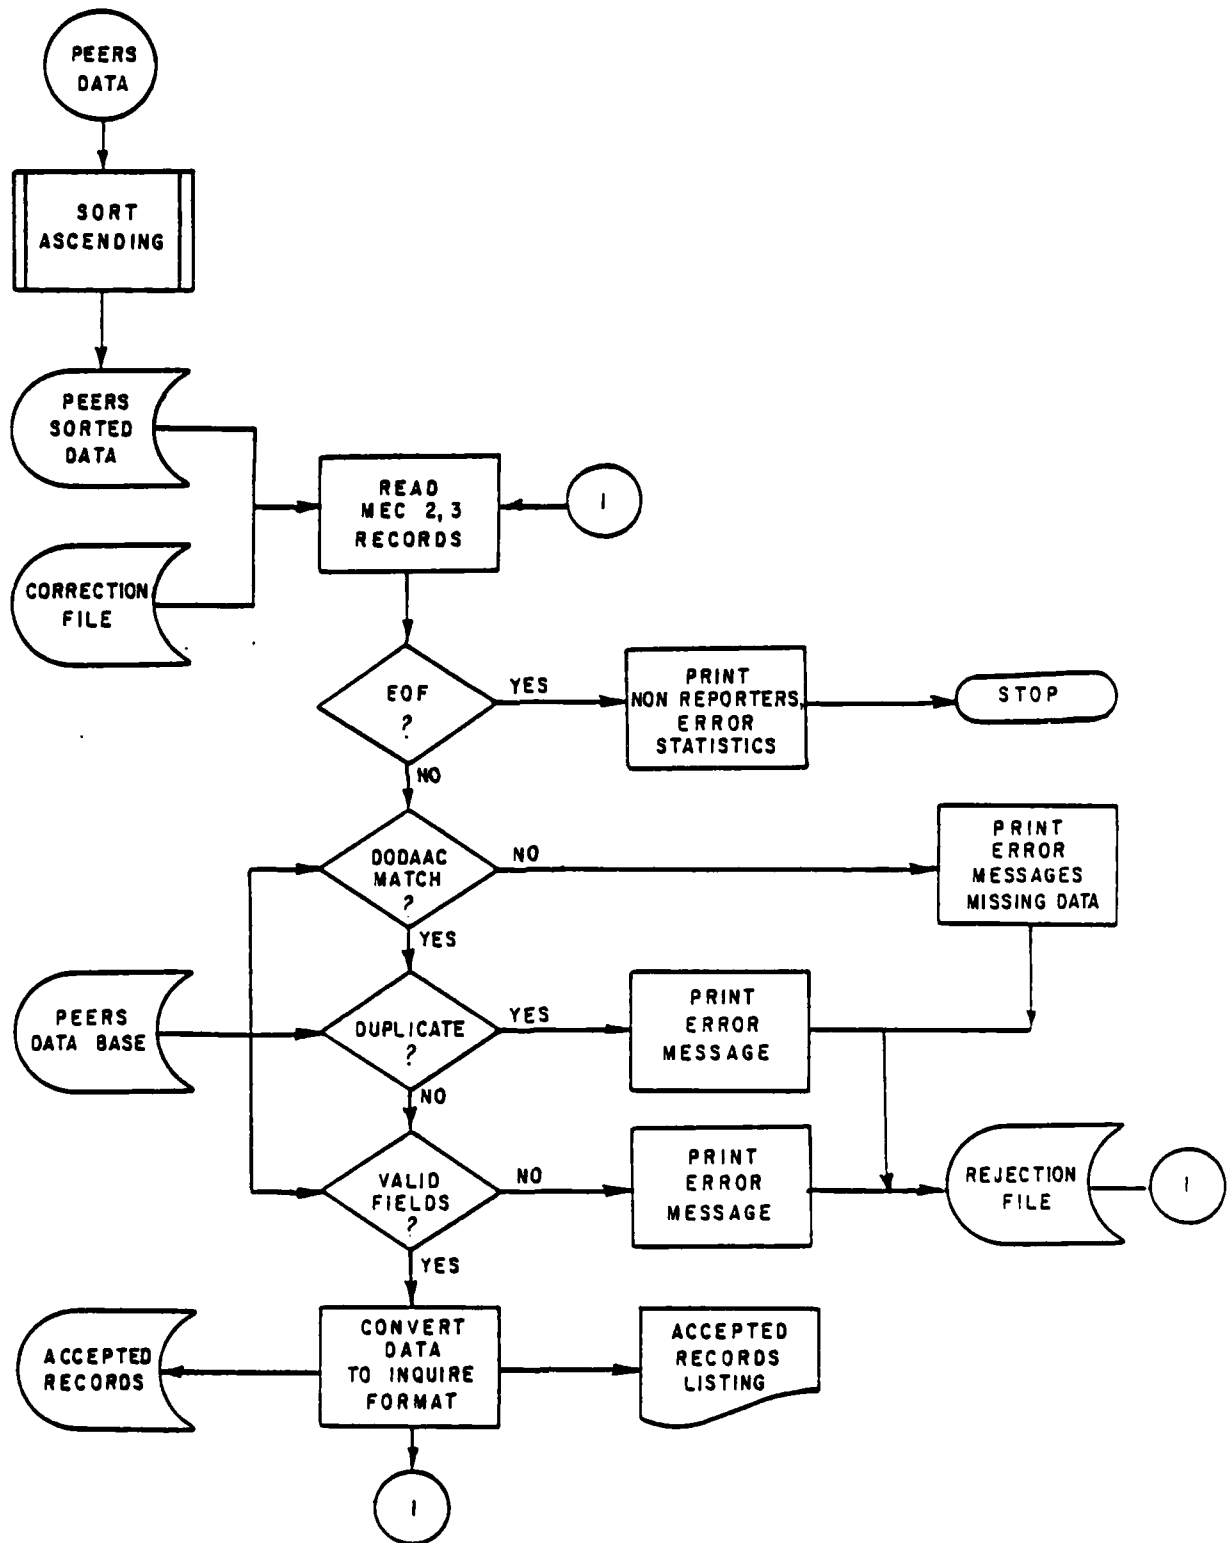 PEERS
DATA
SORT
ASCENDING
PEERS
SORTED
DATA
CORRECTION
FILE
READ
MEC 2,3
RECORDS
1
EOF
?
YES
PRINT
NON REPORTERS,
ERROR
STATISTICS
STOP
NO
DODAAC
MATCH
?
NO
PRINT
ERROR
MESSAGES
MISSING DATA
YES
PEERS
DATA BASE
DUPLICATE
?
YES
PRINT
ERROR
MESSAGE
NO
VALID
FIELDS
?
NO
PRINT
ERROR
MESSAGE
REJECTION
FILE
1
YES
ACCEPTED
RECORDS
CONVERT
DATA
TO INQUIRE
FORMAT
ACCEPTED
RECORDS
LISTING
1